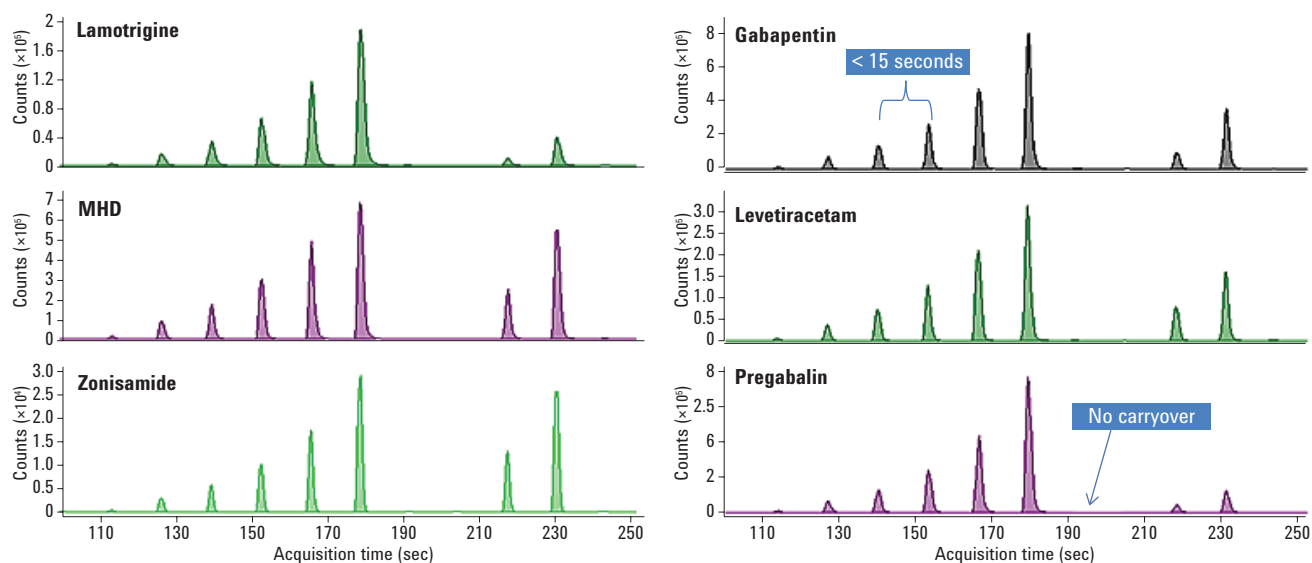 Lamotrigine
Counts (×10⁵)
2
1.6
1.2
0.8
0.4
0
MHD
Counts (×10⁵)
7
6
5
4
3
2
1
0
Zonisamide
Counts (×10⁴)
3.0
2.5
2.0
1.5
1.0
0.5
0
110 130 150 170 190 210 230 250
Acquisition time (sec)
Gabapentin
< 15 seconds
Counts (×10⁵)
8
6
4
2
0
Levetiracetam
Counts (×10⁵)
3.0
2.5
2.0
1.5
1.0
0.5
0
Pregabalin
No carryover
Counts (×10⁵)
8
2.5
6
2
0
110 130 150 170 190 210 230 250
Acquisition time (sec)